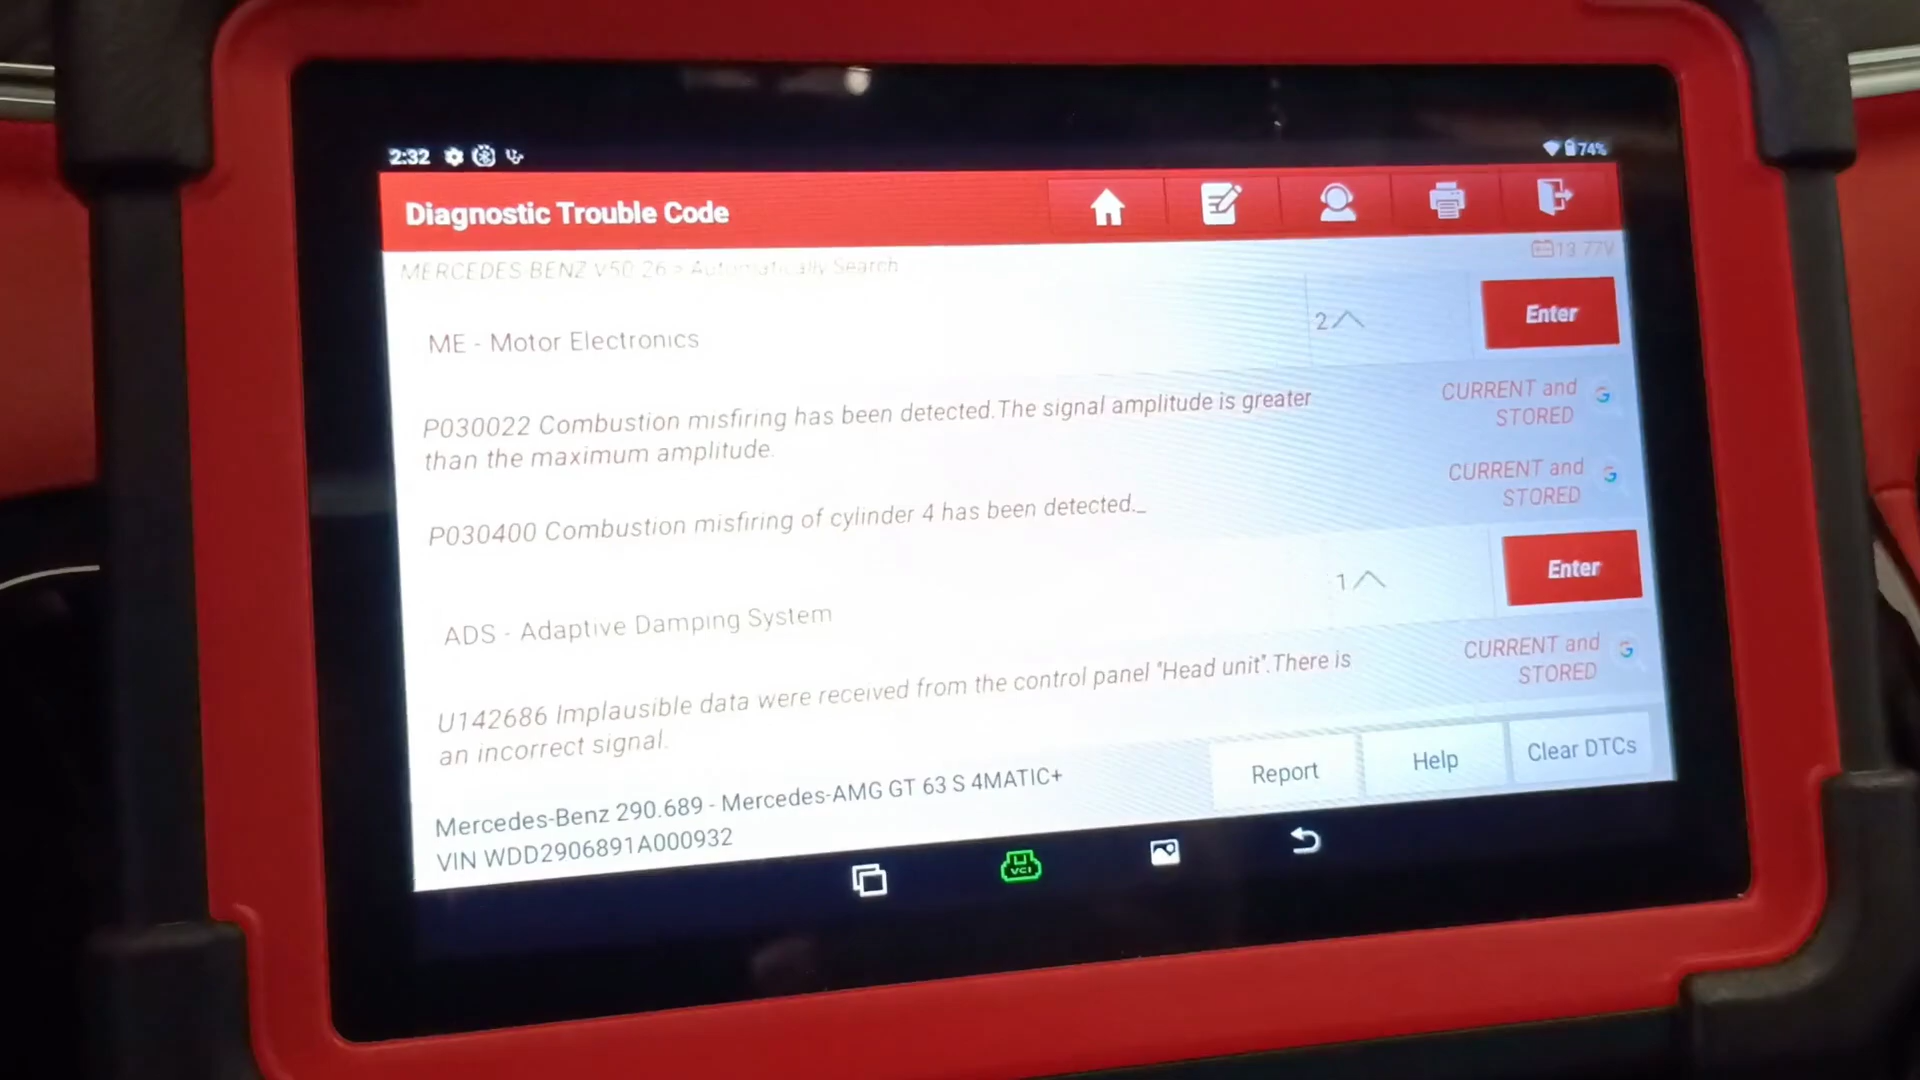 2:32
74%
Diagnostic Trouble Code
13.77V
MERCEDES BENZ V50.26 > Automatically Search
ME - Motor Electronics
2
Enter
P030022 Combustion misfiring has been detected.The signal amplitude is greater
than the maximum amplitude.
CURRENT and
STORED
P030400 Combustion misfiring of cylinder 4 has been detected._
CURRENT and
STORED
ADS - Adaptive Damping System
1
Enter
U142686 Implausible data were received from the control panel "Head unit".There is
an incorrect signal.
CURRENT and
STORED
Mercedes-Benz 290.689 - Mercedes-AMG GT 63 S 4MATIC+
VIN WDD2906891A000932
Report
Help
Clear DTCs
VCI